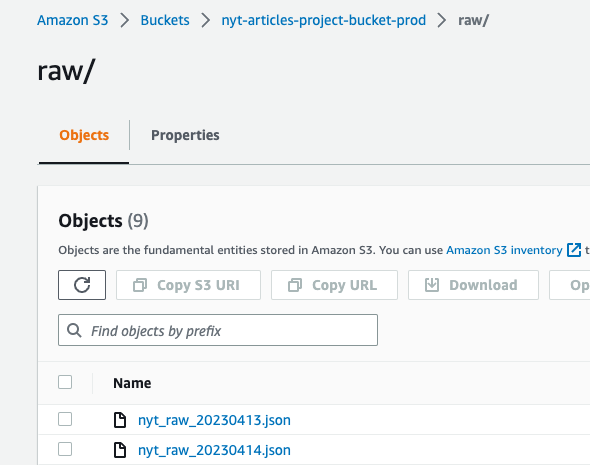 Amazon S3 > Buckets > nyt-articles-project-bucket-prod > raw/
raw/
Objects Properties
Objects (9)
Objects are the fundamental entities stored in Amazon S3. You can use Amazon S3 inventory t
Copy S3 URI Copy URL Download Op
Find objects by prefix
Name
nyt_raw_20230413.json
nyt_raw_20230414.json